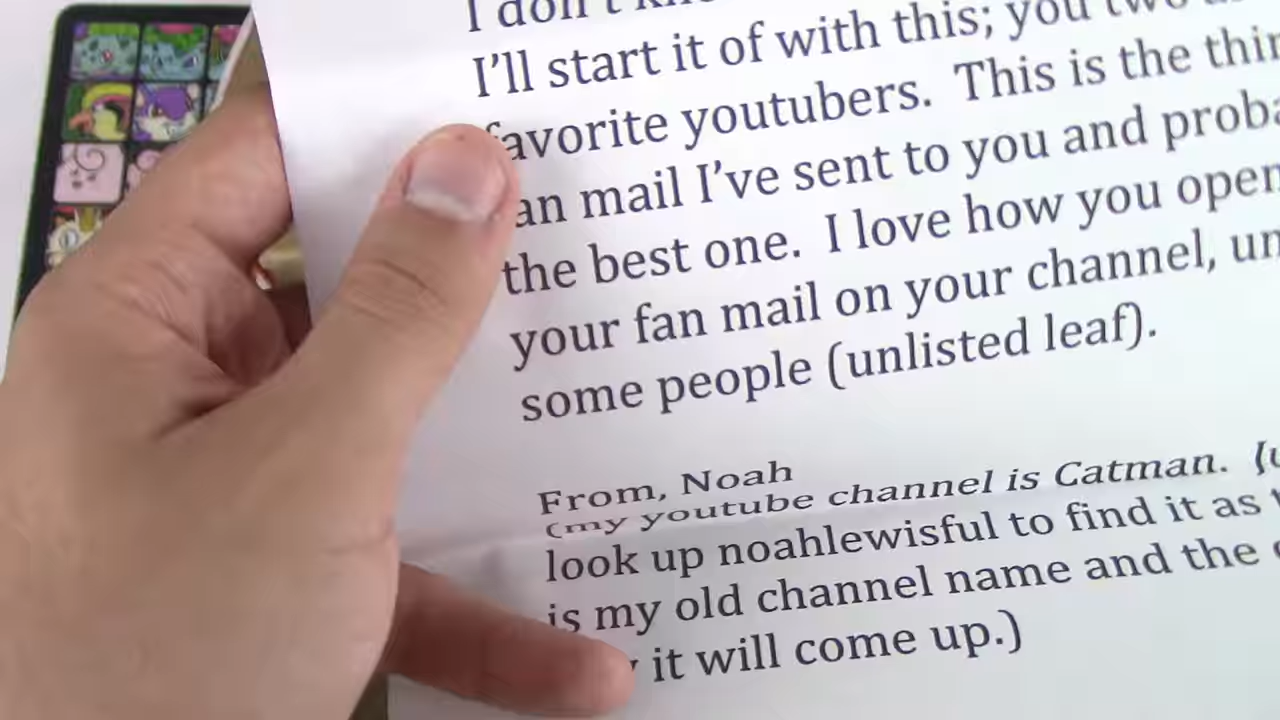 I don't
I'll start it of with this; you two
favorite youtubers. This is the
an mail I've sent to you and
the best one. I love how you open
your fan mail on your channel,
some people (unlisted leaf).
From, Noah
(my youtube channel is Catman.
look up noahlewisful to find it as
is my old channel name and the
it will come up.)